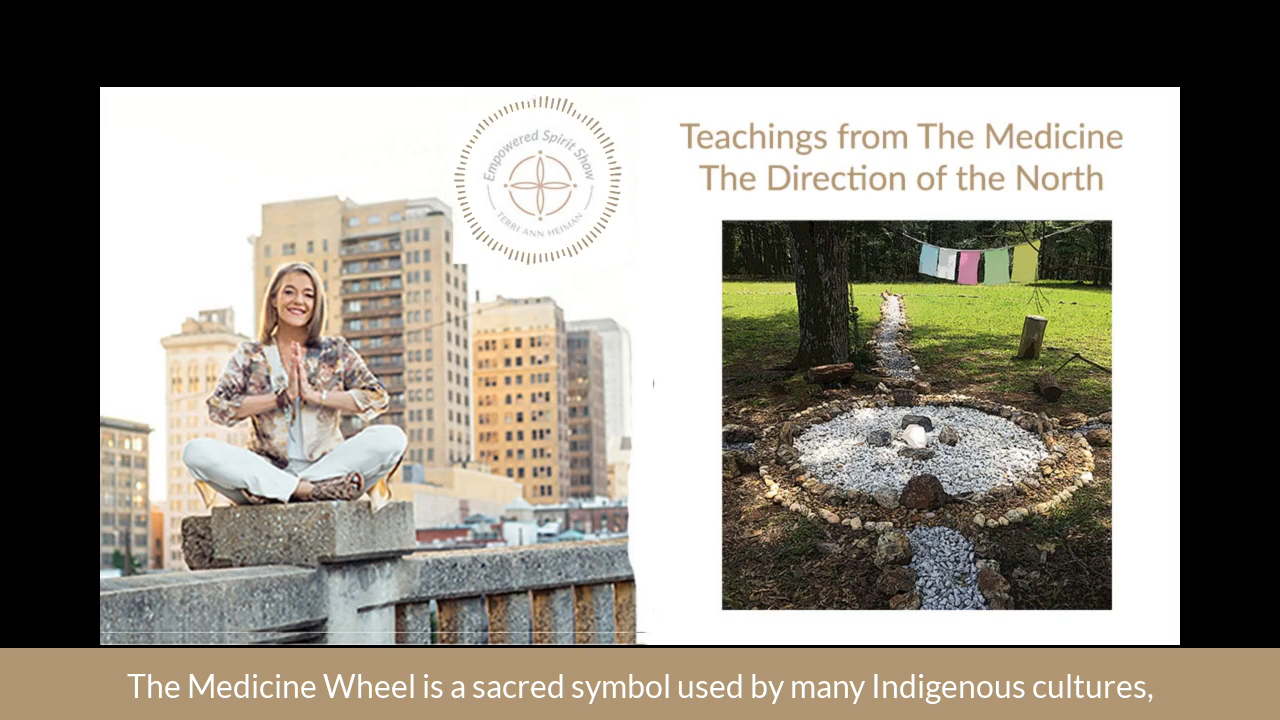 Empowered Spirit Show
TERRI ANN HEIMAN
Teachings from The Medicine
The Direction of the North
The Medicine Wheel is a sacred symbol used by many Indigenous cultures,